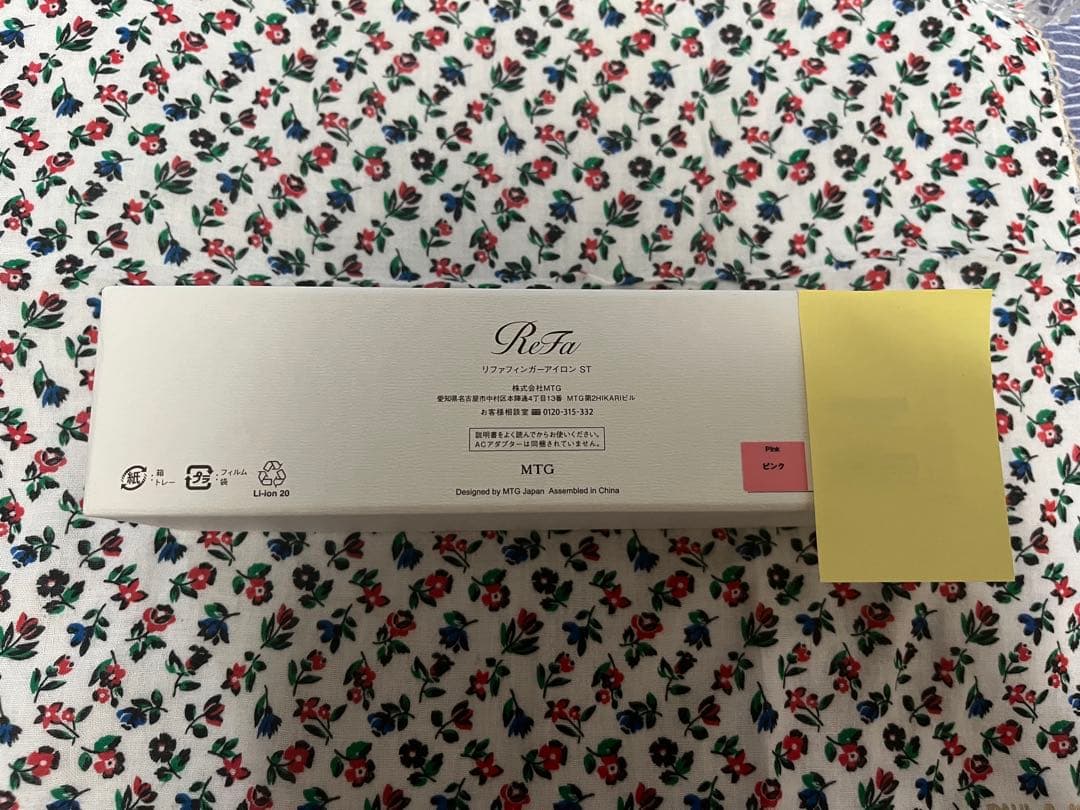 ReFa
リファフィンガーアイロン ST
株式会社MTG
愛知県名古屋市中村区本陣通4丁目13番 MTG第2HIKARIビル
お客様相談室 0120-315-332
説明書をよく読んでからお使いください。
ACアダプターは同梱されていません。
MTG
Designed by MTG Japan Assembled in China
紙 : 箱
トレー
プラ : フィルム
袋
Li-ion 20
Pink
ピンク